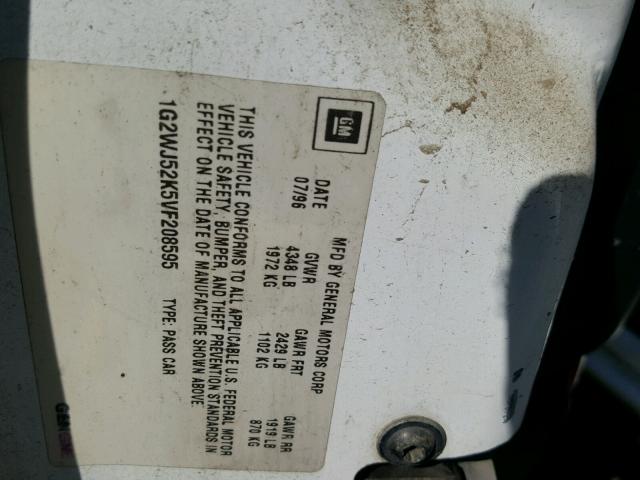 GM
MFD BY GENERAL MOTORS CORP
DATE GVWR GAWR FRT GAWR RR
07/96 4348 LB 2429 LB 1919 LB
1972 KG 1102 KG 870 KG
THIS VEHICLE CONFORMS TO ALL APPLICABLE U.S. FEDERAL MOTOR
VEHICLE SAFETY, BUMPER, AND THEFT PREVENTION STANDARDS IN
EFFECT ON THE DATE OF MANUFACTURE SHOWN ABOVE.
1G2WJ52K5VF208595 TYPE: PASS CAR